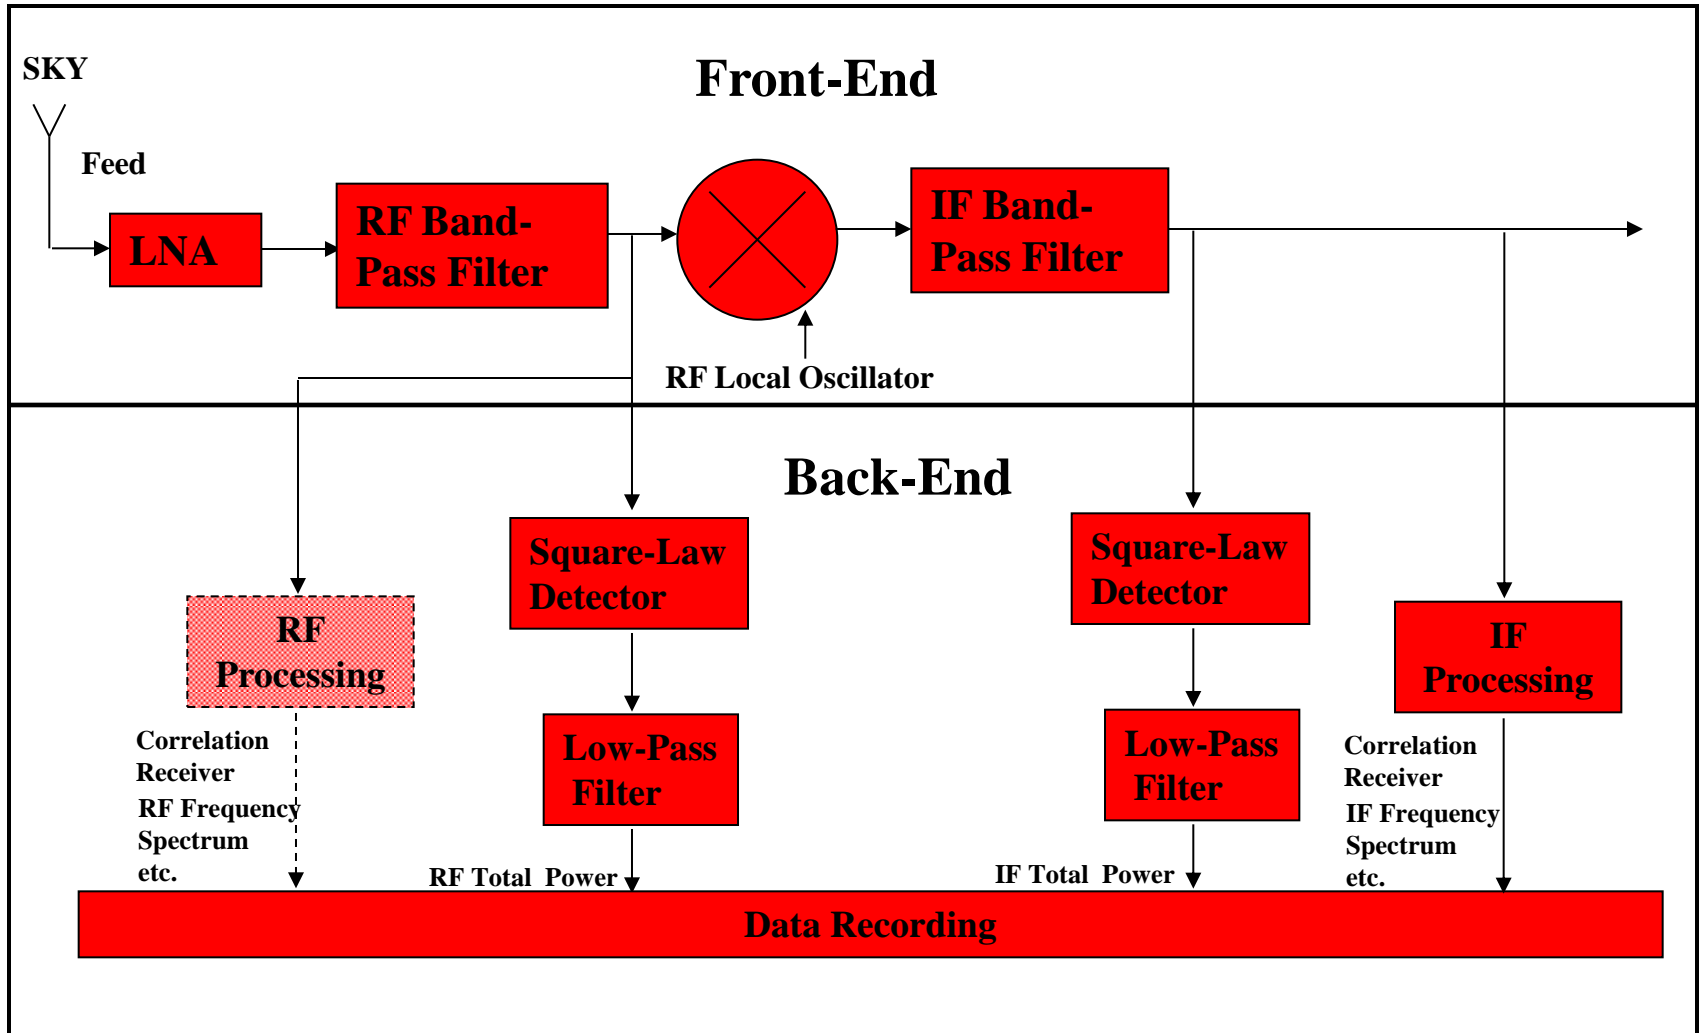 SKY
Front-End
Feed
LNA
RF Band-
Pass Filter
IF Band-
Pass Filter
RF Local Oscillator
Back-End
Square-Law
Detector
Square-Law
Detector
RF
Processing
IF
Processing
Low-Pass
Filter
Low-Pass
Filter
Correlation
Receiver
RF Frequency
Spectrum
etc.
RF Total Power
IF Total Power
Correlation
Receiver
IF Frequency
Spectrum
etc.
Data Recording